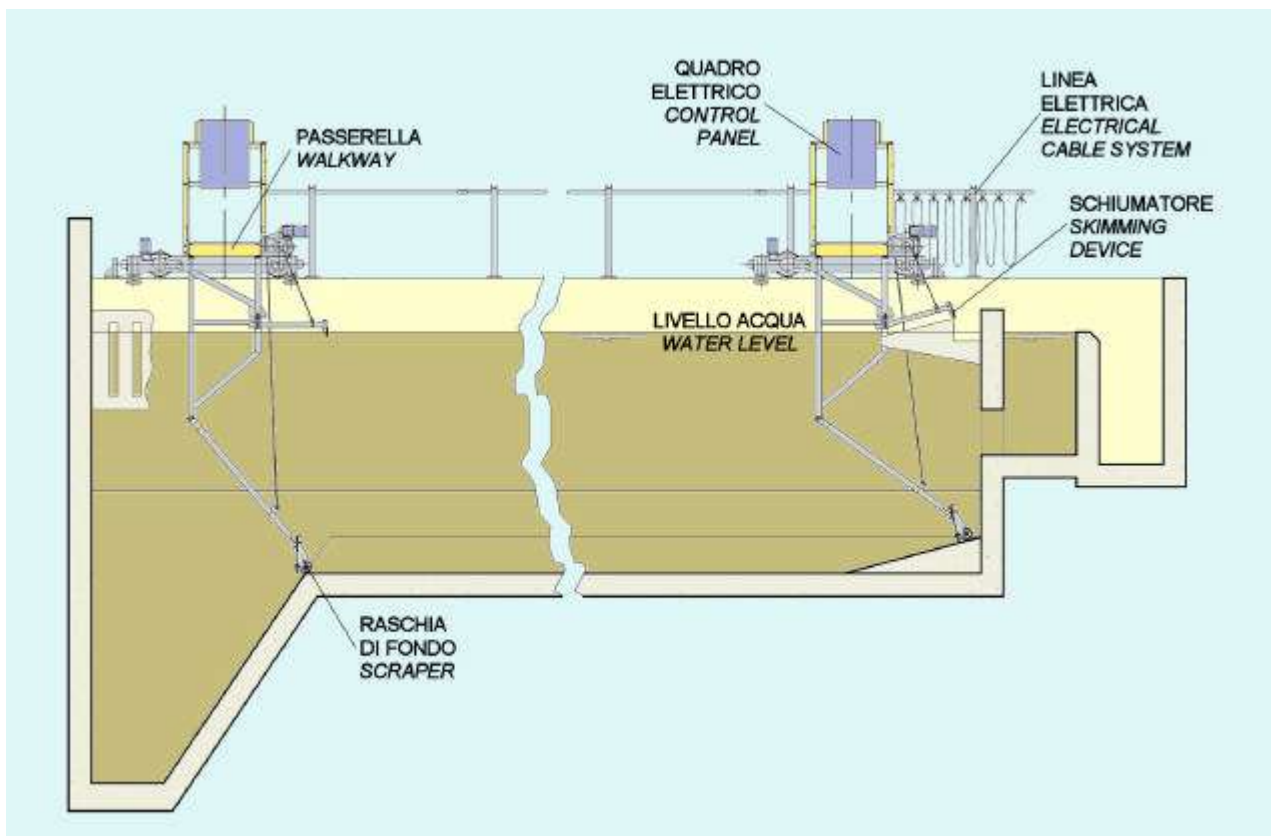 QUADRO
ELETTRICO
CONTROL
PANEL
LINEA
ELETTRICA
ELECTRICAL
CABLE SYSTEM
PASSERELLA
WALKWAY
SCHIUMATORE
SKIMMING
DEVICE
LIVELLO ACQUA
WATER LEVEL
RASCHIA
DI FONDO
SCRAPER